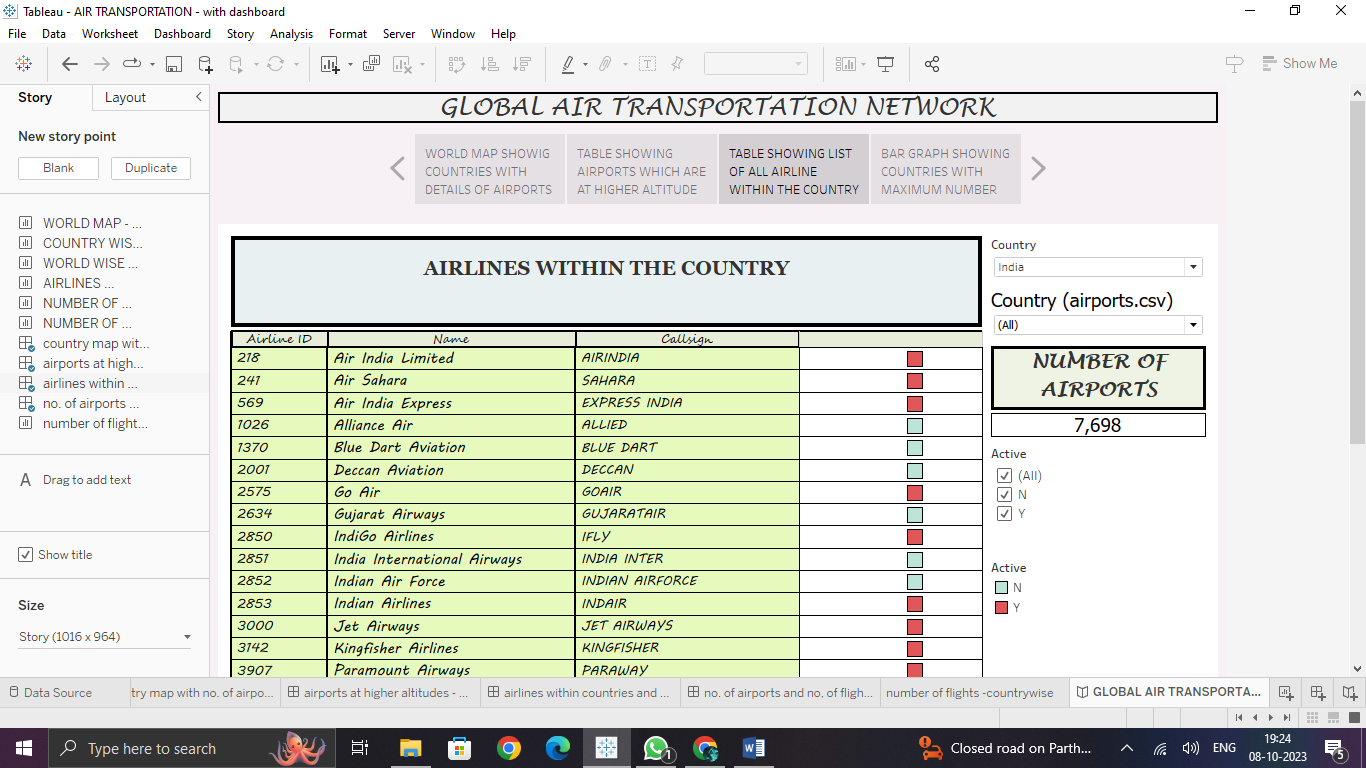 Tableau - AIR TRANSPORTATION - with dashboard
File Data Worksheet Dashboard Story Analysis Format Server Window Help
Show Me
Story Layout
New story point
Blank Duplicate
WORLD MAP - ...
COUNTRY WIS...
WORLD WISE ...
AIRLINES ...
NUMBER OF ...
NUMBER OF ...
country map wit...
airports at high...
airlines within ...
no. of airports ...
number of flight...
A Drag to add text
Show title
Size
Story (1016 x 964)
GLOBAL AIR TRANSPORTATION NETWORK
WORLD MAP SHOWIG
COUNTRIES WITH
DETAILS OF AIRPORTS
TABLE SHOWING
AIRPORTS WHICH ARE
AT HIGHER ALTITUDE
TABLE SHOWING LIST
OF ALL AIRLINE
WITHIN THE COUNTRY
BAR GRAPH SHOWING
COUNTRIES WITH
MAXIMUM NUMBER
AIRLINES WITHIN THE COUNTRY
Airline ID Name Callsign
218 Air India Limited AIRINDIA
241 Air Sahara SAHARA
569 Air India Express EXPRESS INDIA
1026 Alliance Air ALLIED
1370 Blue Dart Aviation BLUE DART
2001 Deccan Aviation DECCAN
2575 Go Air GOAIR
2634 Gujarat Airways GUJARATAIR
2850 IndiGo Airlines IFLY
2851 India International Airways INDIA INTER
2852 Indian Air Force INDIAN AIRFORCE
2853 Indian Airlines INDAIR
3000 Jet Airways JET AIRWAYS
3142 Kingfisher Airlines KINGFISHER
3907 Paramount Airways PARAWAY
Country
India
Country (airports.csv)
(All)
NUMBER OF
AIRPORTS
7,698
Active
(All)
N
Y
Active
N
Y
Data Source
try map with no. of airpo...
airports at higher altitudes - ...
airlines within countries and ...
no. of airports and no, of fligh...
number of flights -countrywise
GLOBAL AIR TRANSPORTA...
Type here to search
1
Closed road on Parth...
ENG
19:24
08-10-2023
5